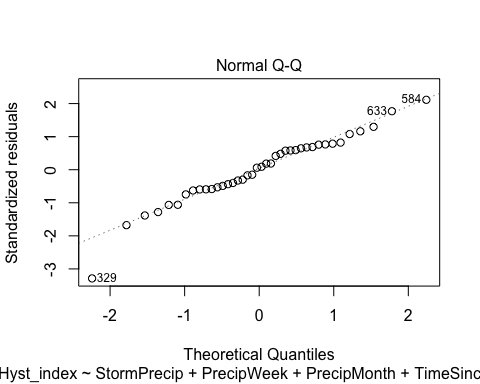 Normal Q-Q
Standardized residuals
2
1
0
-1
-2
-3
584
633
329
-2 -1 0 1 2
Theoretical Quantiles
Hyst_index ~ StormPrecip + PrecipWeek + PrecipMonth + TimeSinc